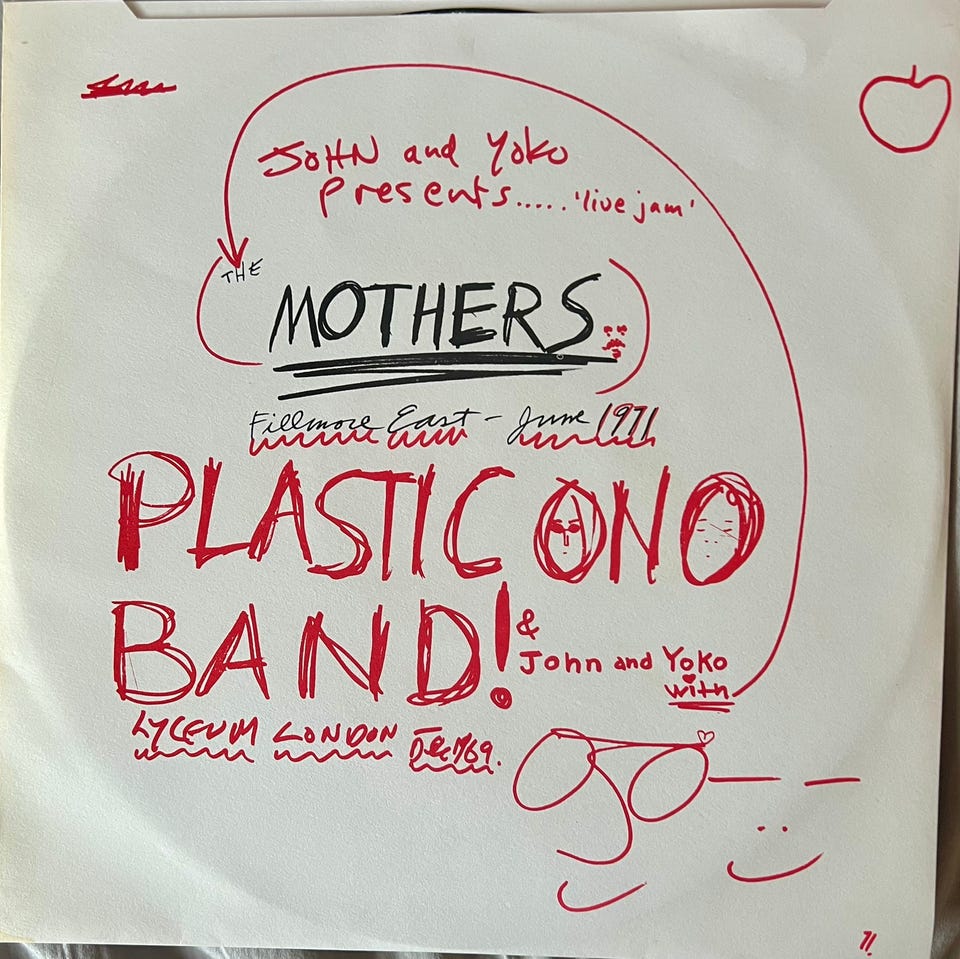 JOHN and YOKO
Presents..... 'live jam'
THE
MOTHERS
Fillmore East - June 1971
PLASTIC ONO
BAND! &
John and Yoko
with
LYCEUM LONDON Dec